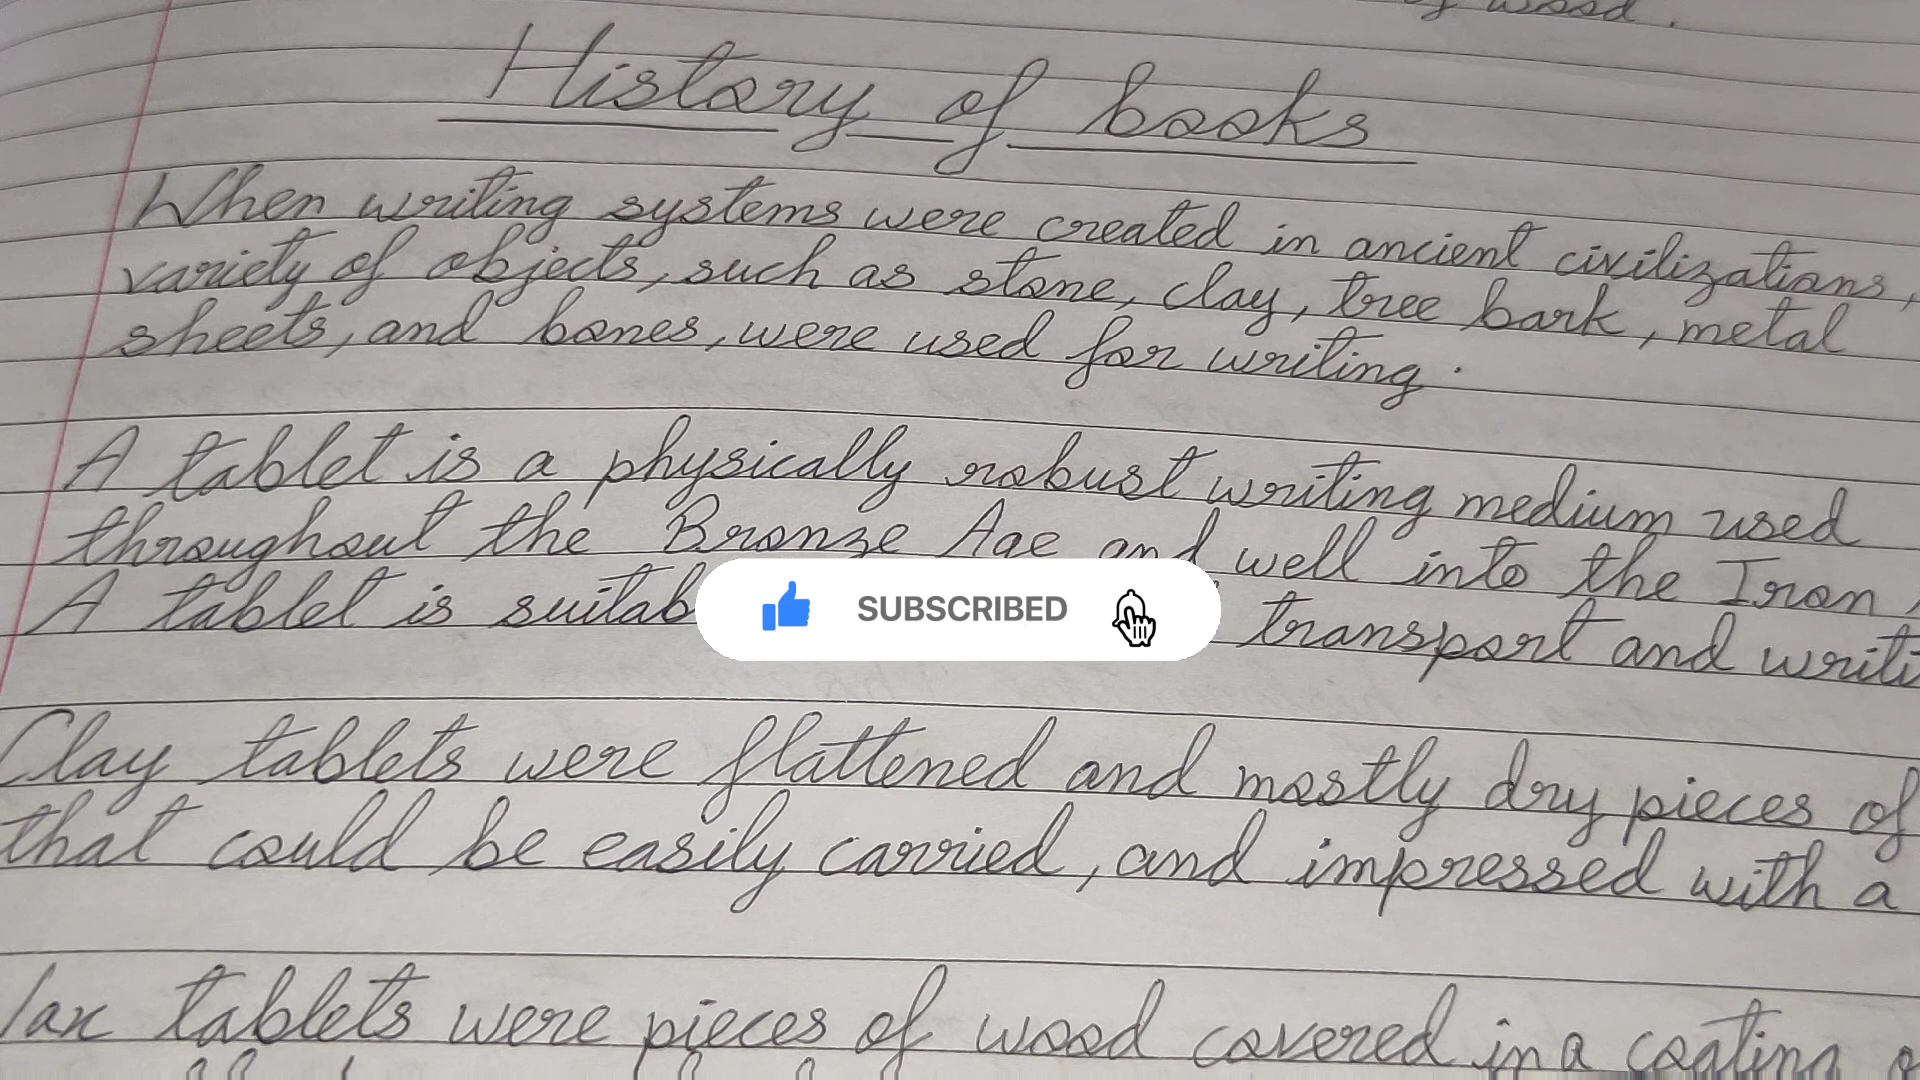 of wood.
History of books
When writing systems were created in ancient civilizations,
variety of objects, such as stone, clay, tree bark, metal
sheets, and bones, were used for writing.
A tablet is a physically robust writing medium used
throughout the Bronze Age and well into the Iron
A tablet is transport and
SUBSCRIBED
Clay tablets were flattened and mostly dry pieces of
that could be easily carried, and impressed with a
tablets were pieces of wood covered in a coating